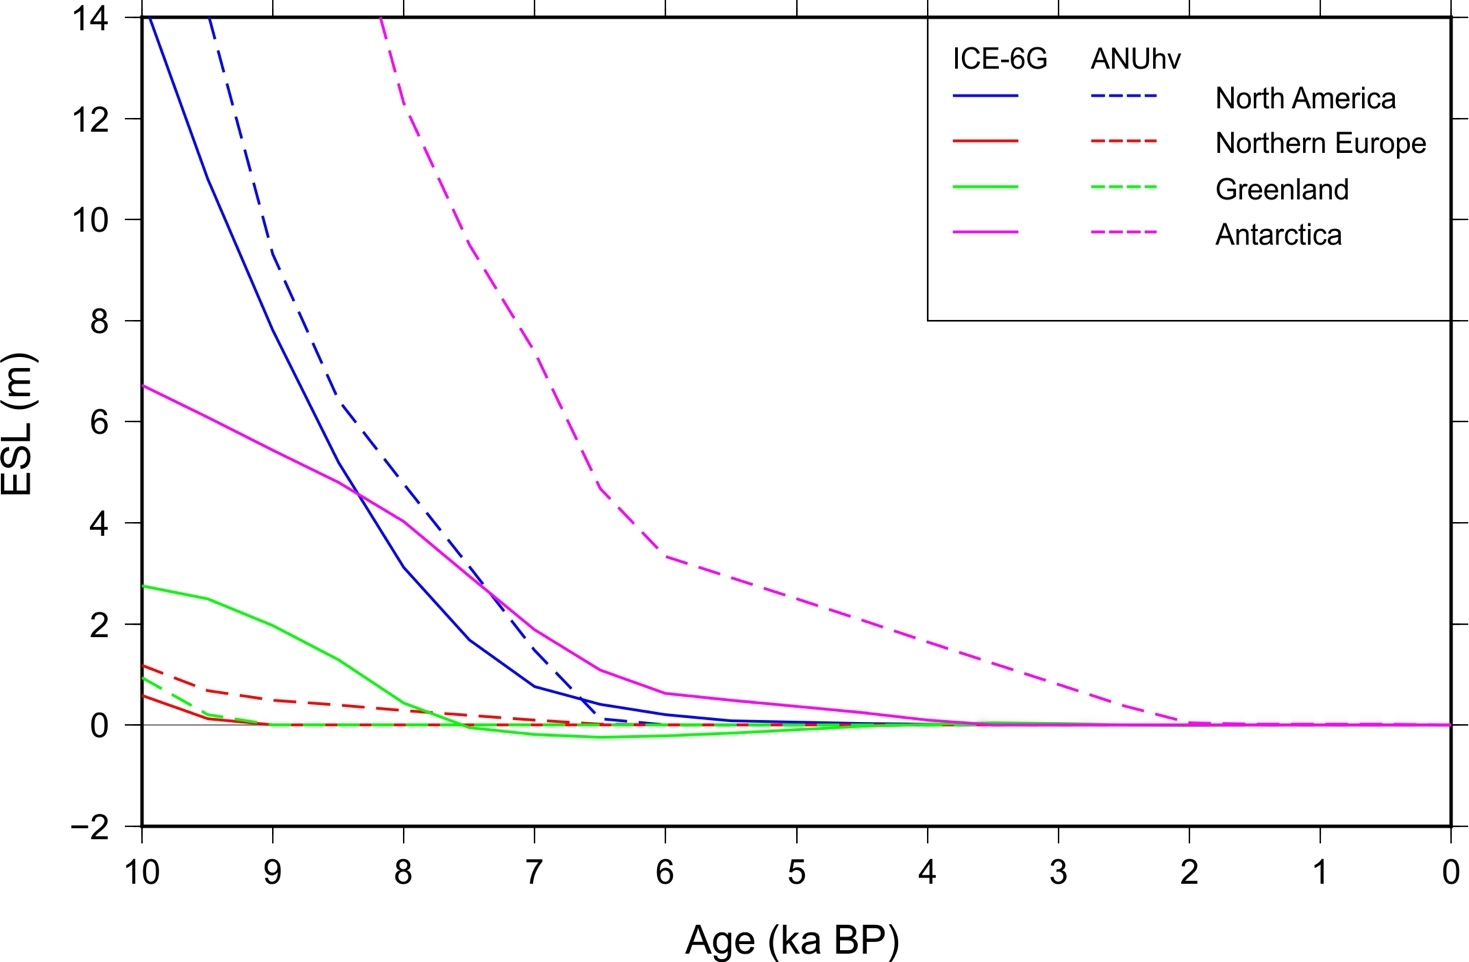 ESL (m)
14
12
10
8
6
4
2
0
−2
ICE-6G ANUhv
North America
Northern Europe
Greenland
Antarctica
10 9 8 7 6 5 4 3 2 1 0
Age (ka BP)